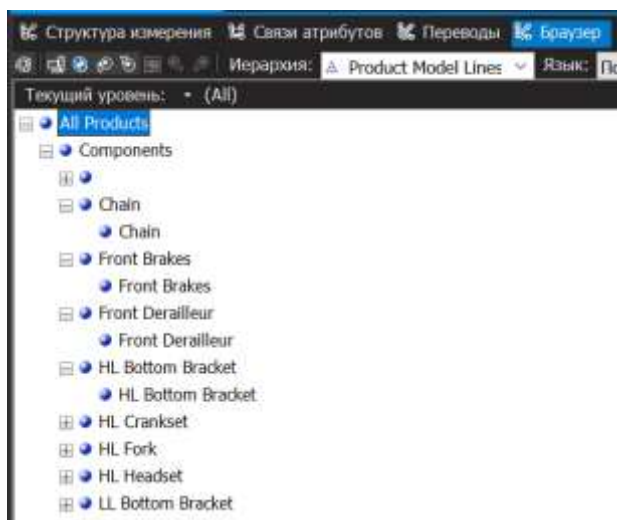 Структура измерения Связи атрибутов Переводы Браузер
Иерархия: Product Model Lines Язык:
Текущий уровень: (All)
All Products
Components
Chain
Chain
Front Brakes
Front Brakes
Front Derailleur
Front Derailleur
HL Bottom Bracket
HL Bottom Bracket
HL Crankset
HL Fork
HL Headset
LL Bottom Bracket